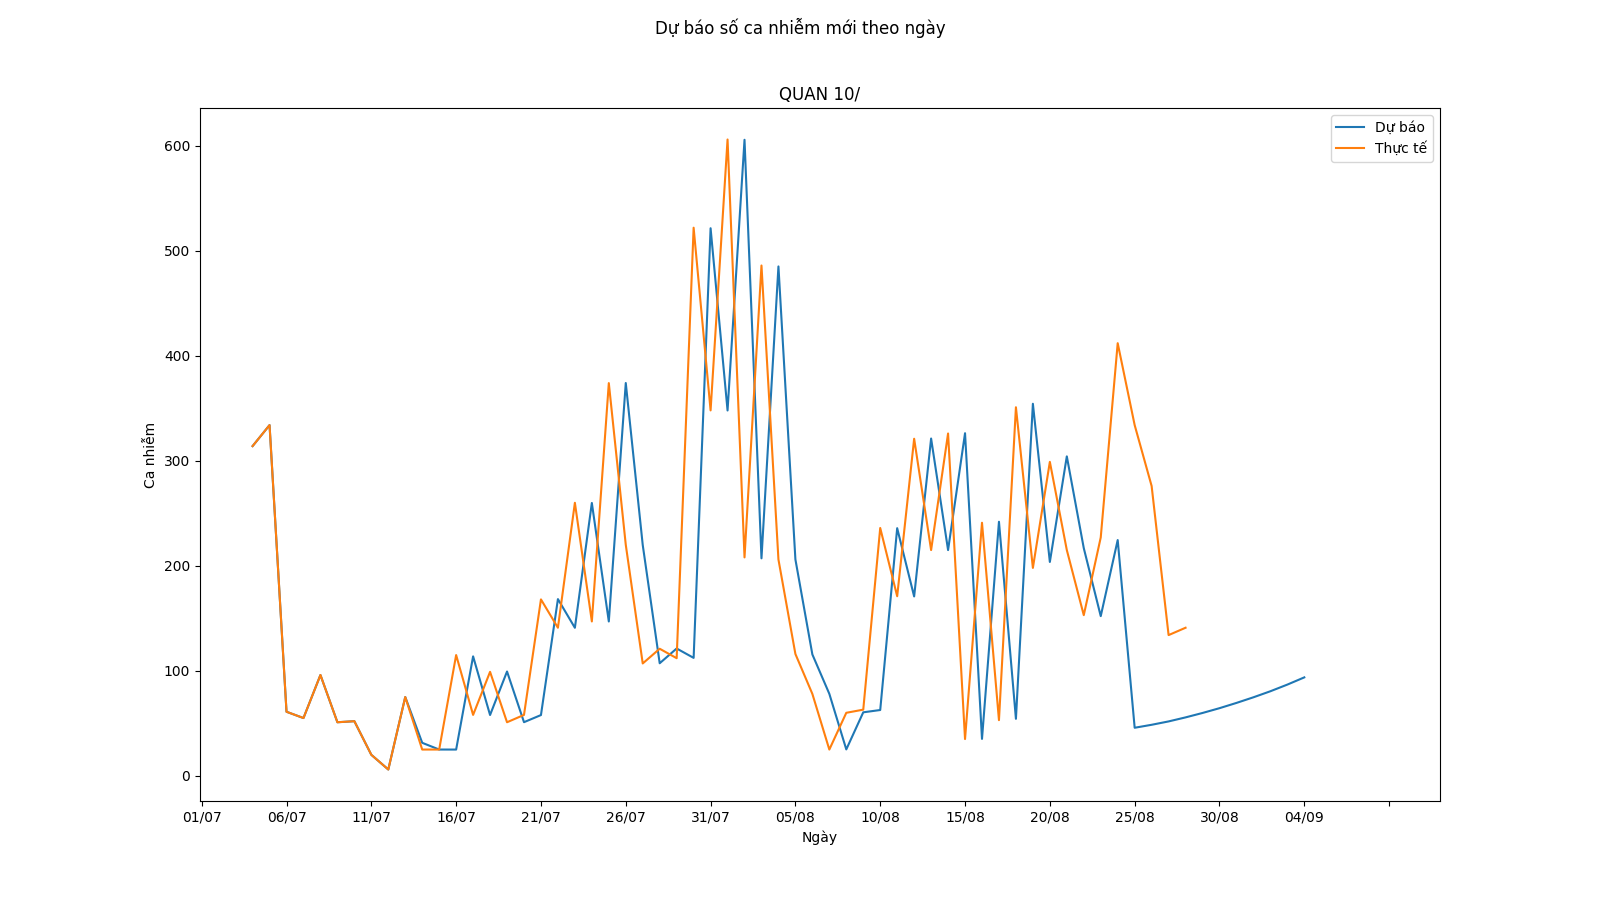 Dự báo số ca nhiễm mới theo ngày
QUAN 10/
Dự báo
Thực tế
600
500
400
300
200
100
0
Ca nhiễm
01/07 06/07 11/07 16/07 21/07 26/07 31/07 05/08 10/08 15/08 20/08 25/08 30/08 04/09
Ngày